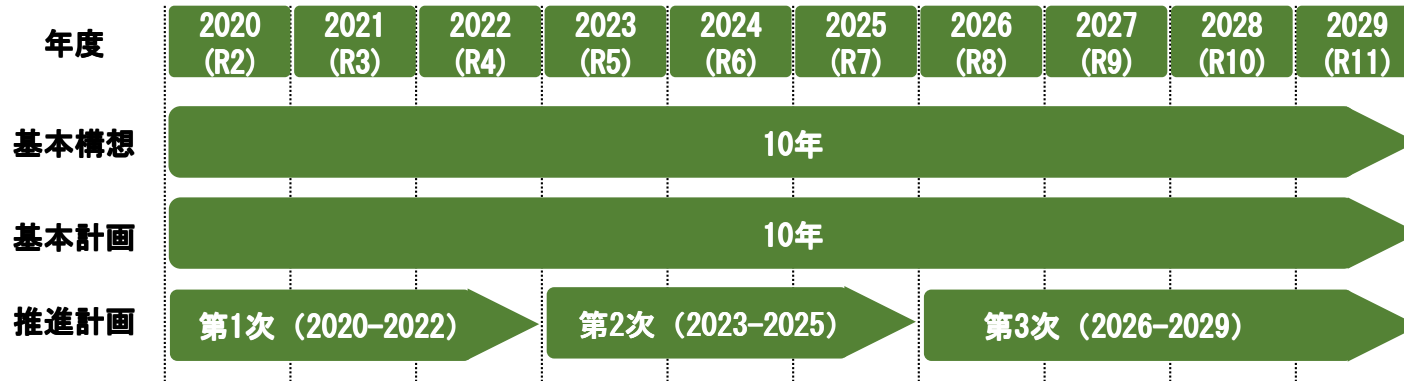 年度
2020 2021 2022 2023 2024 2025 2026 2027 2028 2029
(R2) (R3) (R4) (R5) (R6) (R7) (R8) (R9) (R10) (R11)
基本構想 10年
基本計画 10年
推進計画 第1次（2020-2022） 第2次（2023-2025） 第3次（2026-2029）